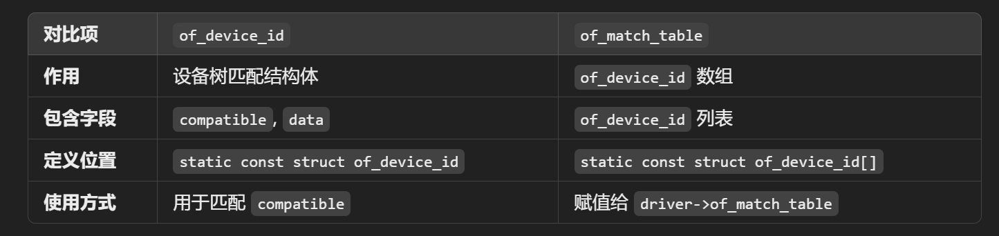 对比项 of_device_id of_match_table
作用 设备树匹配结构体 of_device_id 数组
包含字段 compatible, data of_device_id 列表
定义位置 static const struct of_device_id static const struct of_device_id[]
使用方式 用于匹配 compatible 赋值给 driver->of_match_table